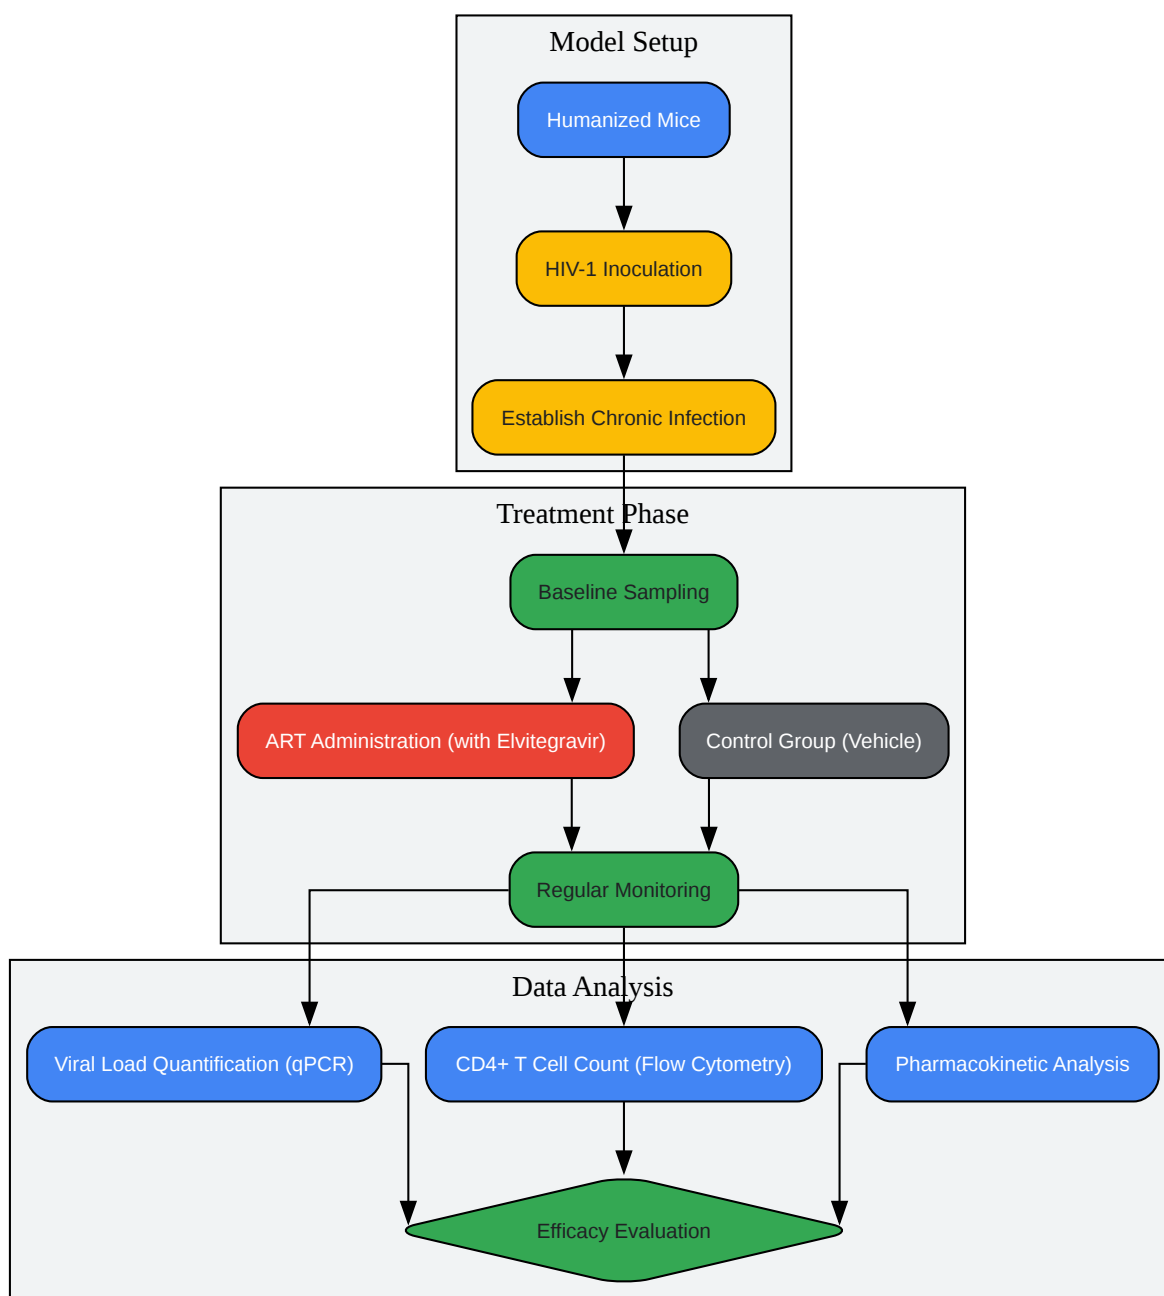 Model Setup
Humanized Mice
HIV-1 Inoculation
Establish Chronic Infection
Treatment Phase
Baseline Sampling
ART Administration (with Elvitegravir)
Control Group (Vehicle)
Regular Monitoring
Data Analysis
Viral Load Quantification (qPCR)
CD4+ T Cell Count (Flow Cytometry)
Pharmacokinetic Analysis
Efficacy Evaluation